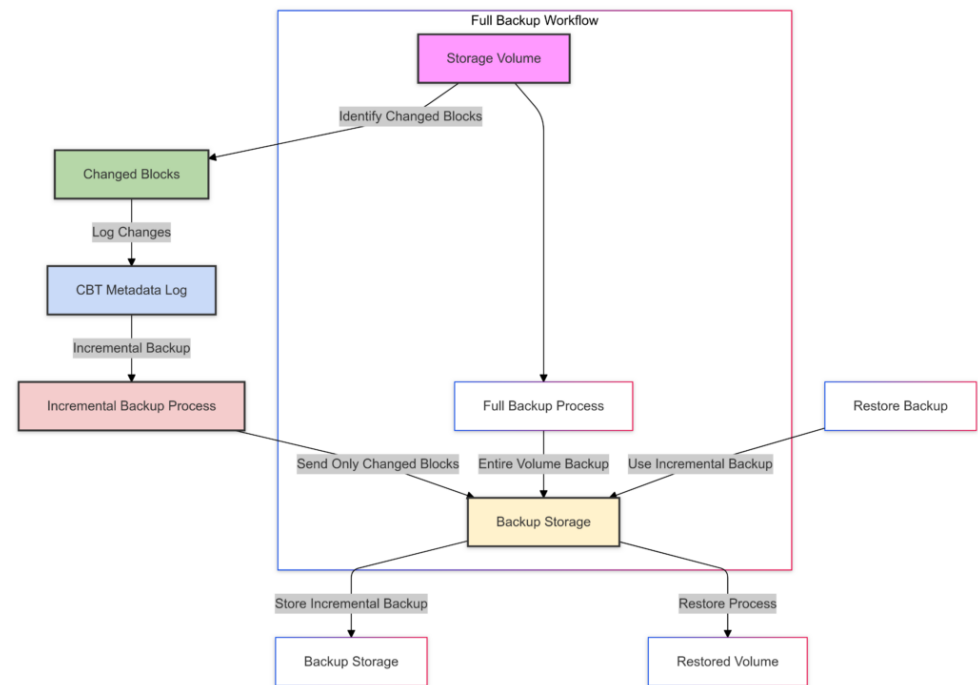 Full Backup Workflow
Storage Volume
Identify Changed Blocks
Changed Blocks
Log Changes
CBT Metadata Log
Incremental Backup
Incremental Backup Process
Full Backup Process
Restore Backup
Send Only Changed Blocks
Entire Volume Backup
Use Incremental Backup
Backup Storage
Store Incremental Backup
Restore Process
Backup Storage
Restored Volume